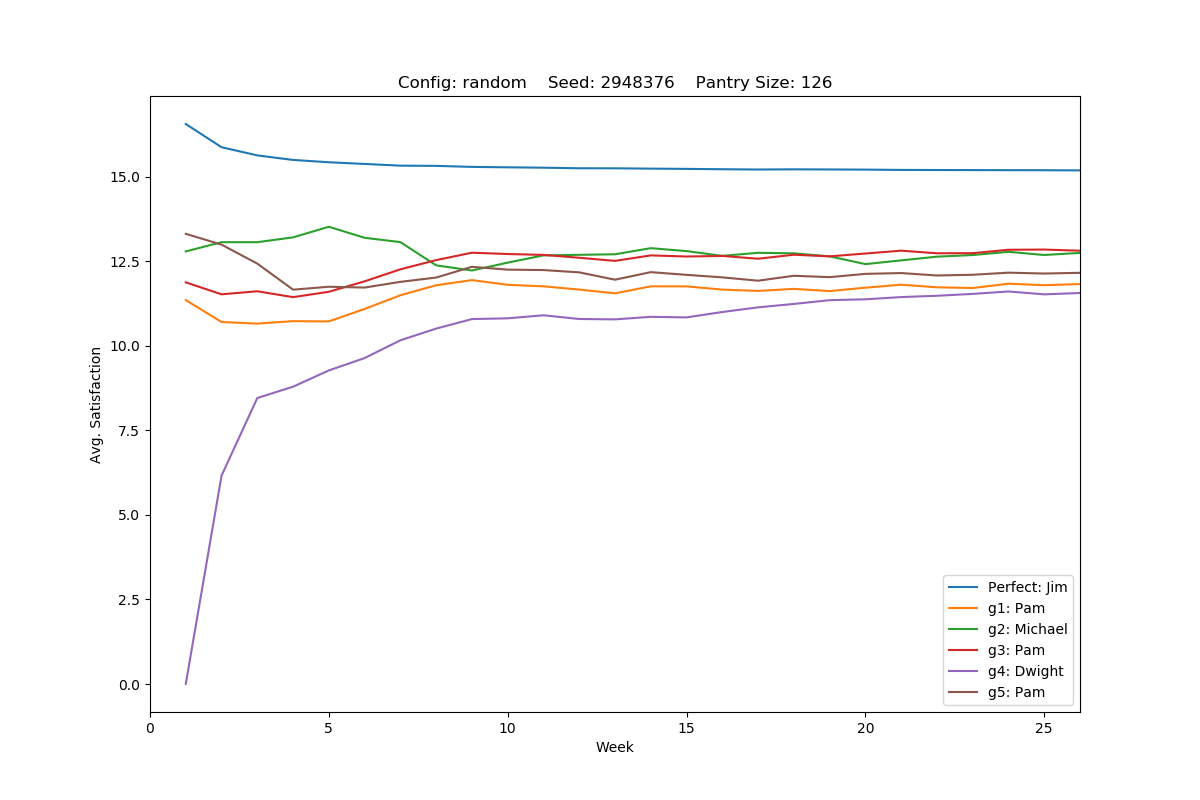 Config: random    Seed: 2948376    Pantry Size: 126
Avg. Satisfaction
15.0
12.5
10.0
7.5
5.0
2.5
0.0
0
5
10
15
20
25
Week
Perfect: Jim
g1: Pam
g2: Michael
g3: Pam
g4: Dwight
g5: Pam